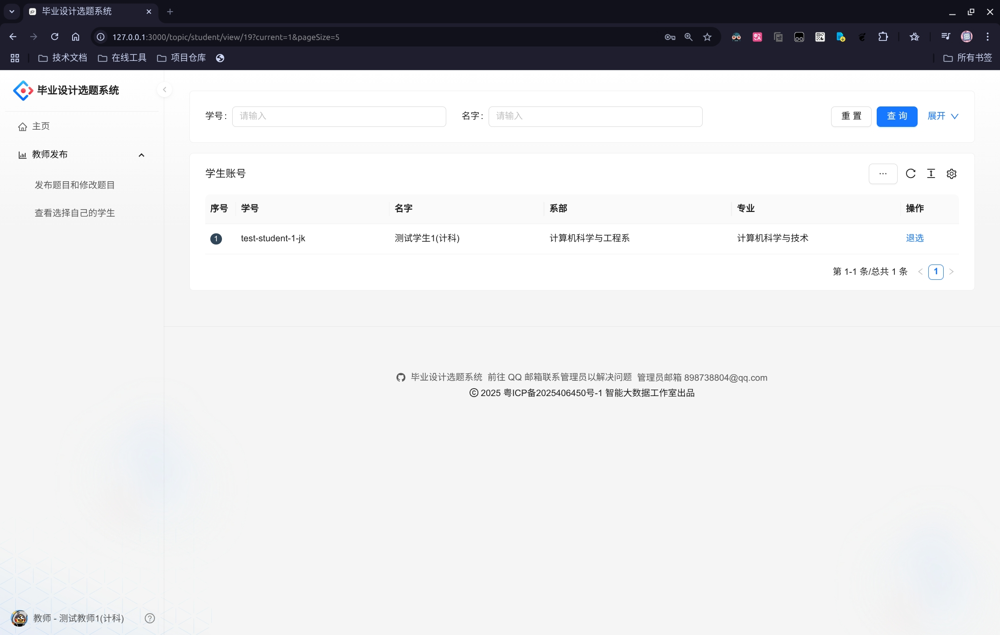 毕业设计选题系统
127.0.0.1:3000/topic/student/view/19?current=1&pageSize=5
技术文档 在线工具 项目仓库 所有书签
毕业设计选题系统
主页
教师发布
发布题目和修改题目
查看选择自己的学生
学号: 请输入 名字: 请输入 重 置 查 询 展开
学生账号 ···
序号 学号 名字 系部 专业 操作
1 test-student-1-jk 测试学生1(计科) 计算机科学与工程系 计算机科学与技术 退选
第 1-1 条/总共 1 条 1
毕业设计选题系统 前往 QQ 邮箱联系管理员以解决问题 管理员邮箱 898738804@qq.com
© 2025 粤ICP备2025406450号-1 智能大数据工作室出品
教师 - 测试教师1(计科)